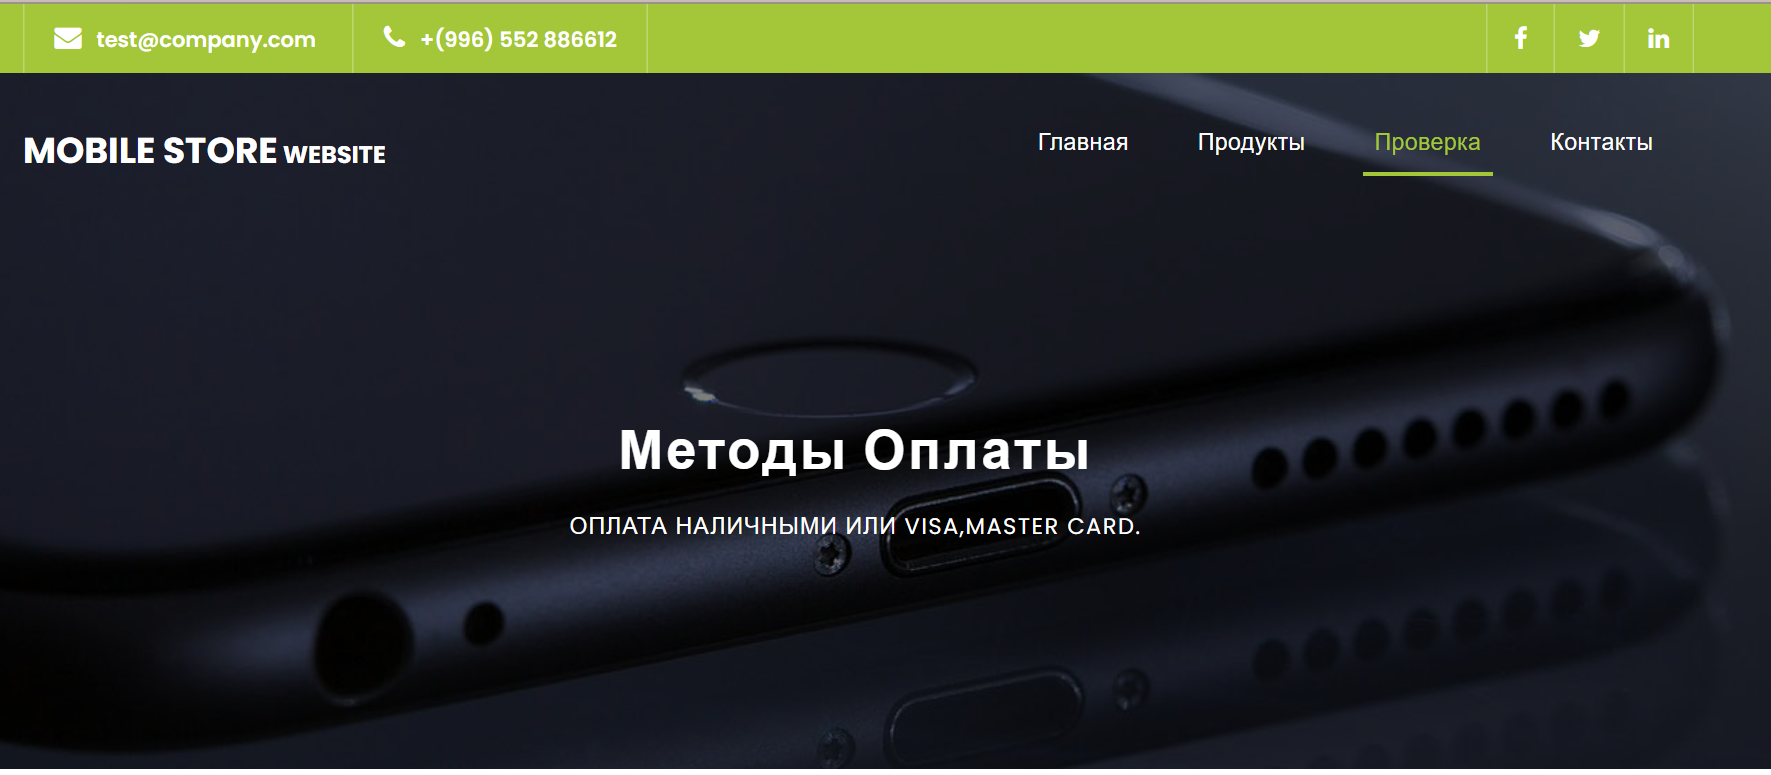 test@company.com
+(996) 552 886612
MOBILE STORE WEBSITE
Главная
Продукты
Проверка
Контакты
Методы Оплаты
ОПЛАТА НАЛИЧНЫМИ ИЛИ VISA,MASTER CARD.